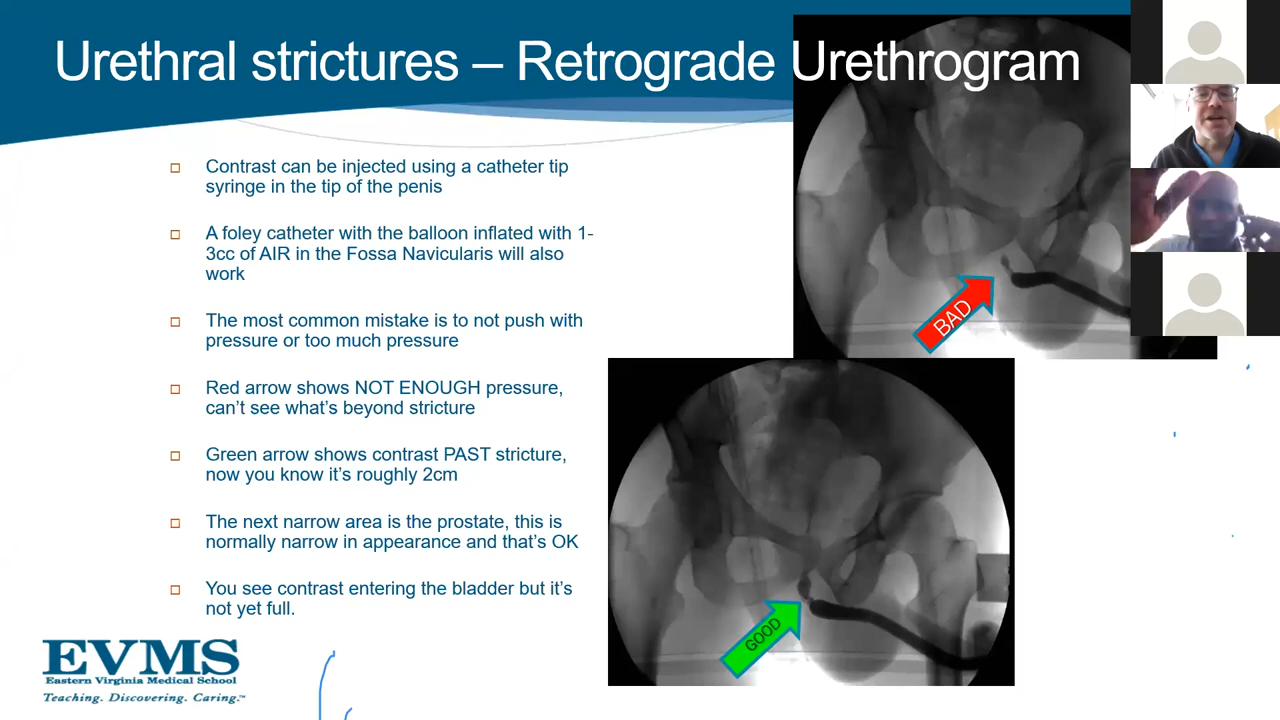 Urethral strictures – Retrograde Urethrogram
Contrast can be injected using a catheter tip
syringe in the tip of the penis
A foley catheter with the balloon inflated with 1-
3cc of AIR in the Fossa Navicularis will also
work
The most common mistake is to not push with
pressure or too much pressure
Red arrow shows NOT ENOUGH pressure,
can't see what's beyond stricture
Green arrow shows contrast PAST stricture,
now you know it's roughly 2cm
The next narrow area is the prostate, this is
normally narrow in appearance and that's OK
You see contrast entering the bladder but it's
not yet full.
BAD
GOOD
EVMS
Eastern Virginia Medical School
Teaching. Discovering. Caring.™